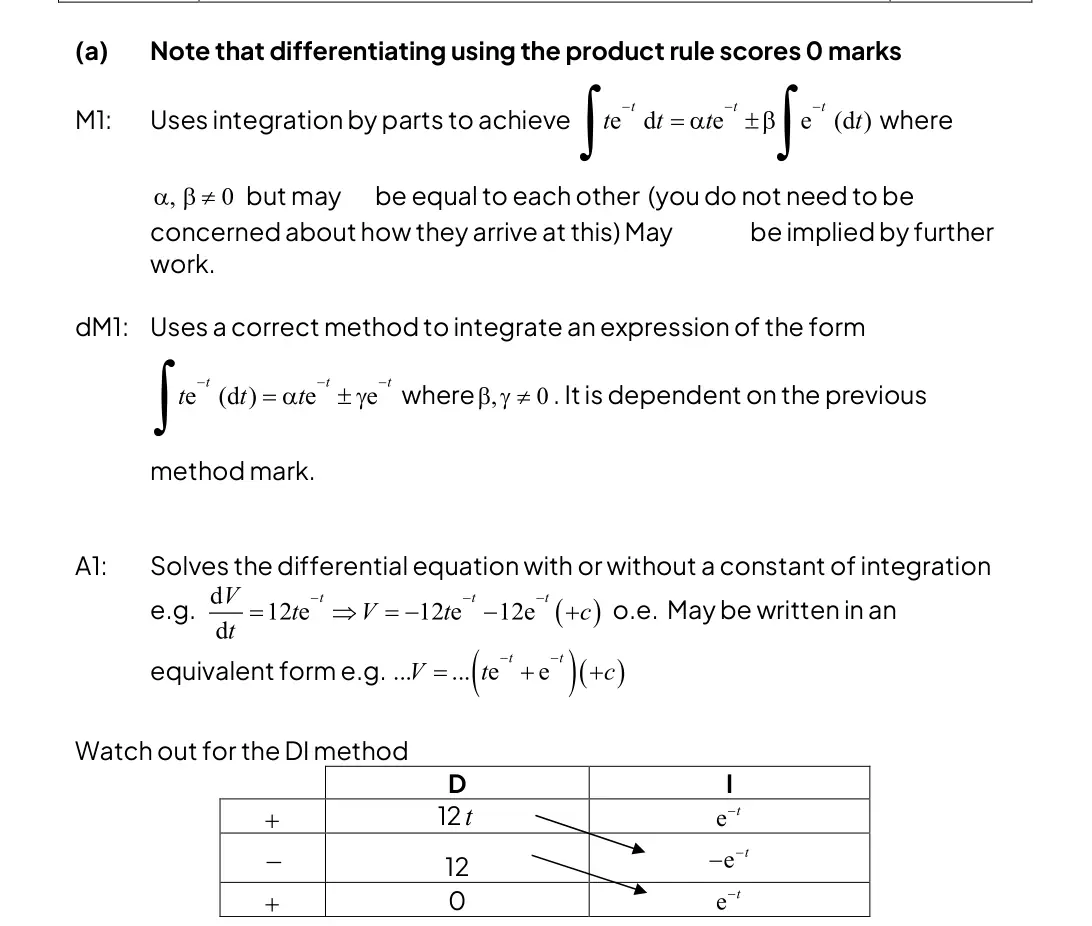 (a) Note that differentiating using the product rule scores 0 marks
M1: Uses integration by parts to achieve ∫ te⁻ᵗ dt = αte⁻ᵗ ± β ∫ e⁻ᵗ (dt) where
α, β ≠ 0 but may be equal to each other (you do not need to be
concerned about how they arrive at this) May be implied by further
work.
dM1: Uses a correct method to integrate an expression of the form
∫ te⁻ᵗ (dt) = αte⁻ᵗ ± γe⁻ᵗ where β, γ ≠ 0. It is dependent on the previous
method mark.
A1: Solves the differential equation with or without a constant of integration
e.g. dV/dt = 12te⁻ᵗ ⇒ V = −12te⁻ᵗ −12e⁻ᵗ (+c) o.e. May be written in an
equivalent form e.g. ...V = ...(te⁻ᵗ + e⁻ᵗ)(+c)
Watch out for the DI method
D I
+ 12t e⁻ᵗ
− 12 −e⁻ᵗ
+ 0 e⁻ᵗ